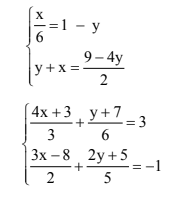 x/6 = 1 - y
y + x = (9 - 4y)/2
(4x + 3)/3 + (y + 7)/6 = 3
(3x - 8)/2 + (2y + 5)/5 = -1